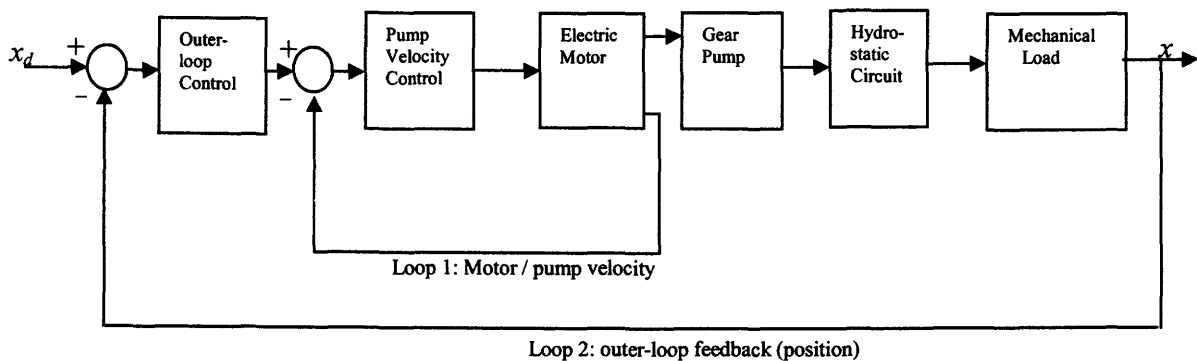 x_d
+
−
Outer-
loop
Control
+
−
Pump
Velocity
Control
Electric
Motor
Gear
Pump
Hydro-
static
Circuit
Mechanical
Load
x
Loop 1: Motor / pump velocity
Loop 2: outer-loop feedback (position)